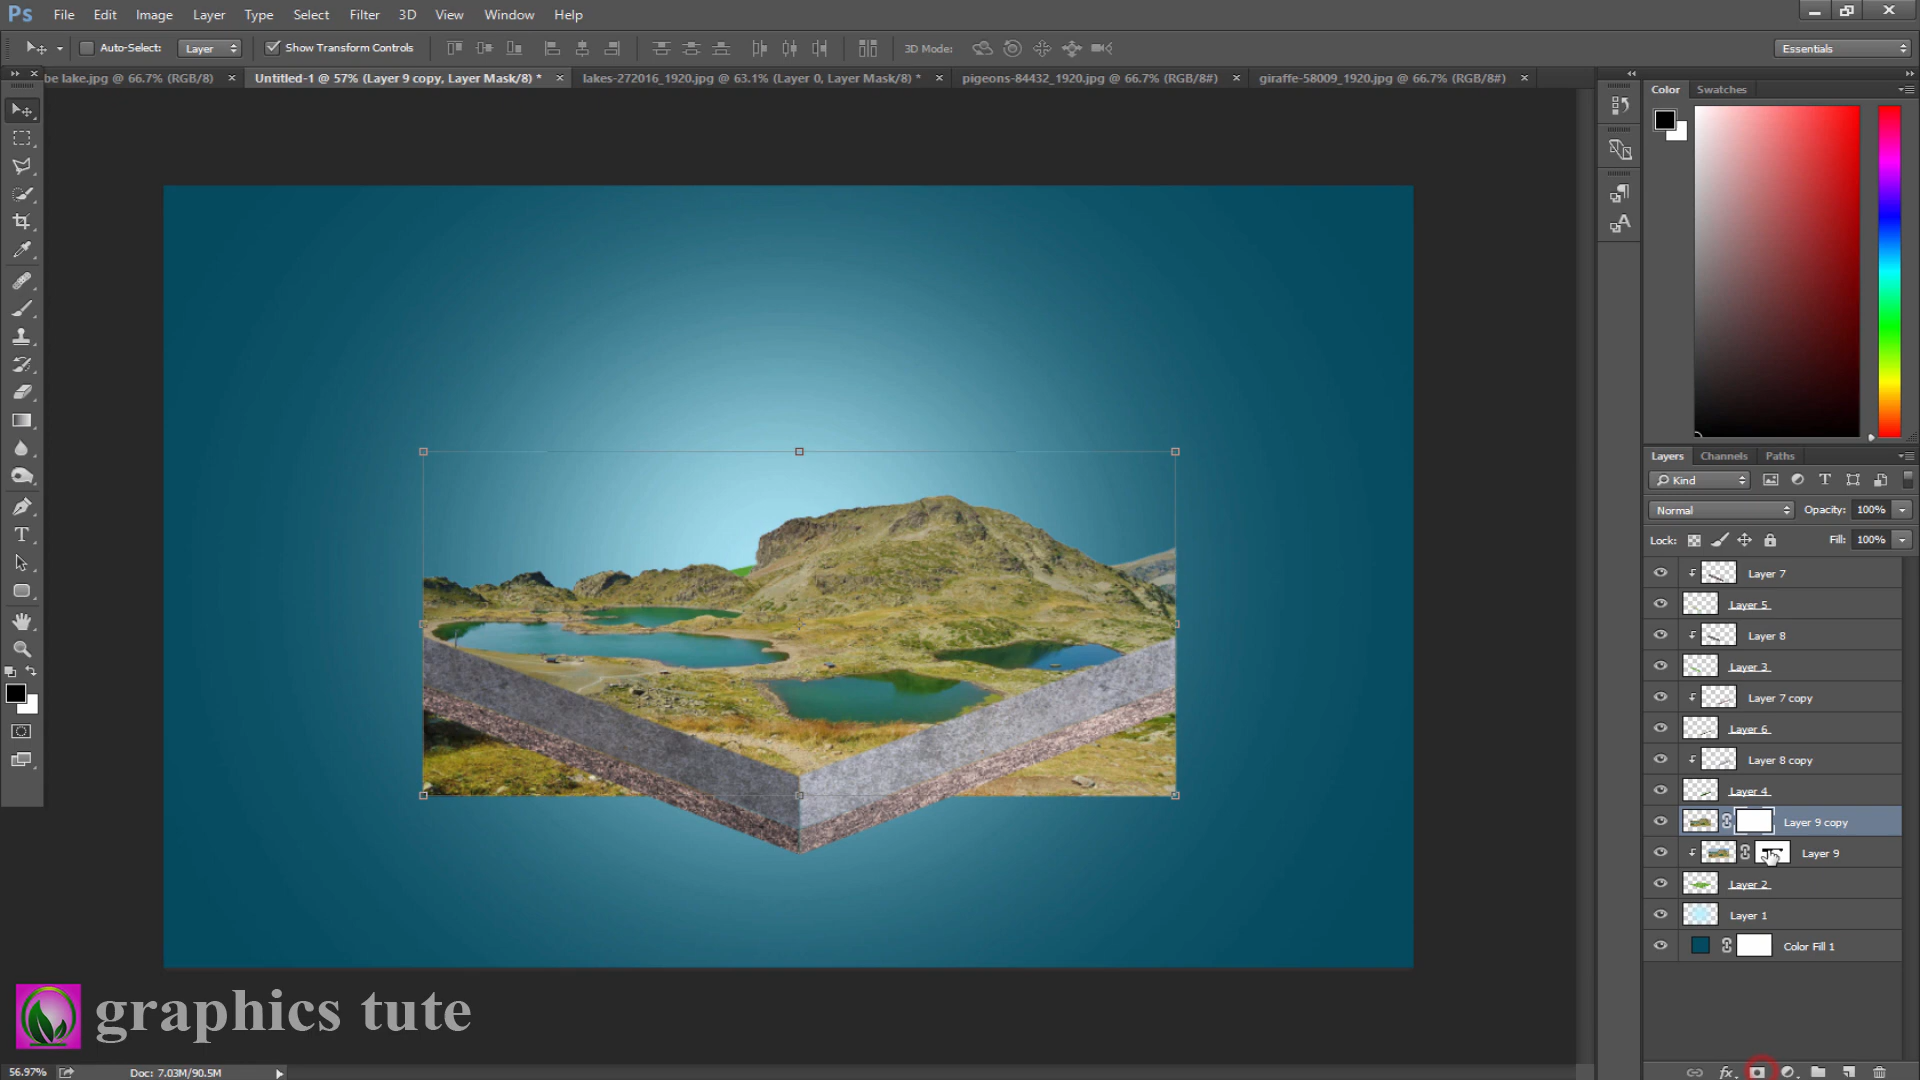 Ps File Edit Image Layer Type Select Filter 3D View Window Help
Auto-Select: Layer Show Transform Controls 3D Mode: Essentials
be lake.jpg @ 66.7% (RGB/8) × Untitled-1 @ 57% (Layer 9 copy, Layer Mask/8) * × lakes-272016_1920.jpg @ 63.1% (Layer 0, Layer Mask/8) * × pigeons-84432_1920.jpg @ 66.7% (RGB/8#) × giraffe-58009_1920.jpg @ 66.7% (RGB/8#) ×
Color Swatches
Layers Channels Paths
Kind
Normal Opacity: 100%
Lock: Fill: 100%
Layer 7
Layer 5
Layer 8
Layer 3
Layer 7 copy
Layer 6
Layer 8 copy
Layer 4
Layer 9 copy
Layer 9
Layer 2
Layer 1
Color Fill 1
graphics tute
56.97% Doc: 7.03M/90.5M
fx